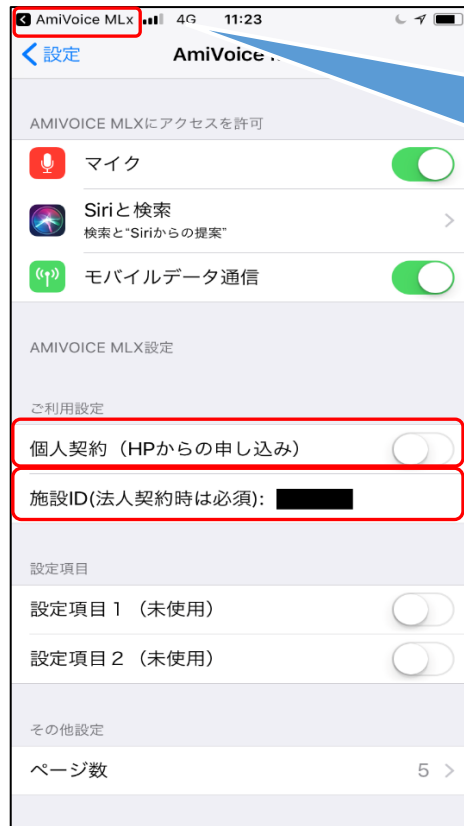 AmiVoice MLx 4G 11:23
設定 AmiVoice
AMIVOICE MLXにアクセスを許可
マイク
Siriと検索
検索と“Siriからの提案”
モバイルデータ通信
AMIVOICE MLX設定
ご利用設定
個人契約（HPからの申し込み）
施設ID(法人契約時は必須):
設定項目
設定項目１（未使用）
設定項目２（未使用）
その他設定
ページ数 5